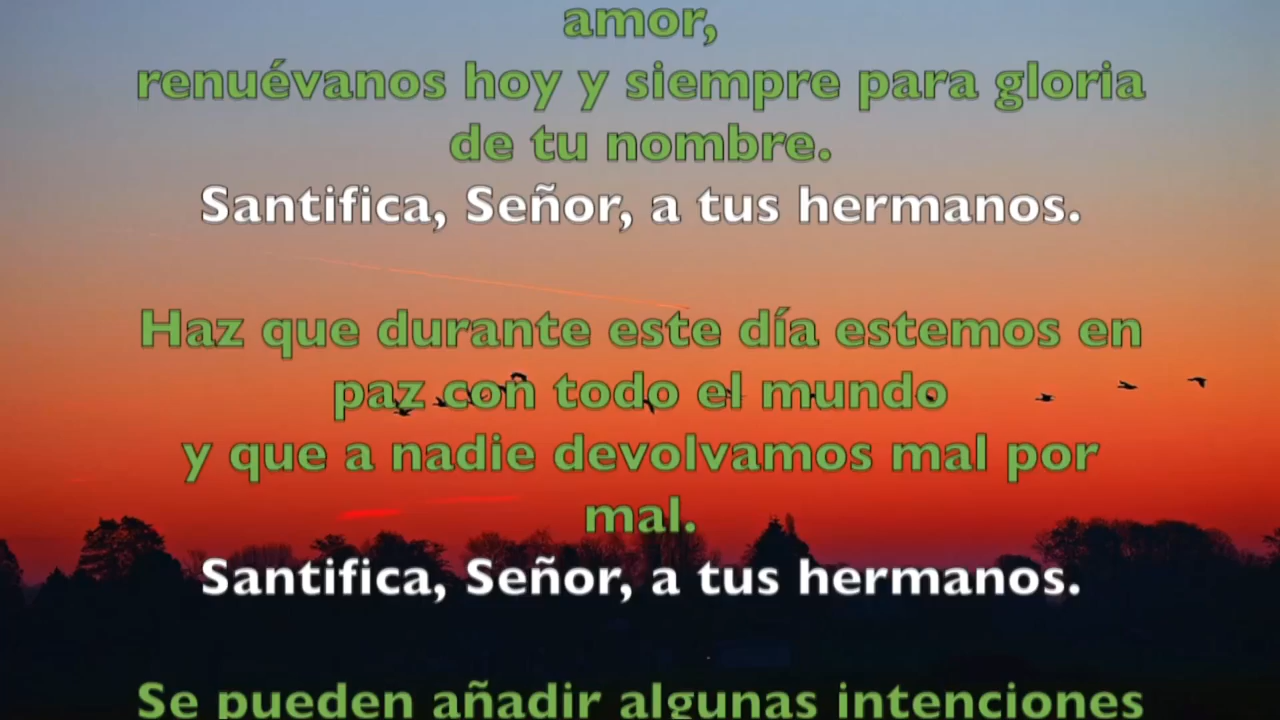 amor,
renuévanos hoy y siempre para gloria
de tu nombre.
Santifica, Señor, a tus hermanos.
Haz que durante este día estemos en
paz con todo el mundo
y que a nadie devolvamos mal por
mal.
Santifica, Señor, a tus hermanos.
Se pueden añadir algunas intenciones